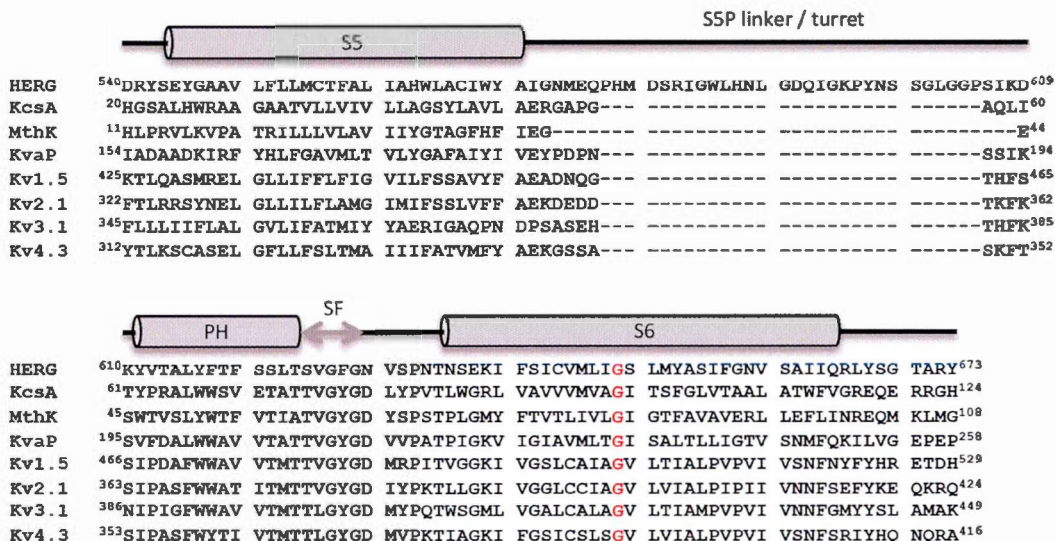 S5P linker / turret
S5
HERG 540DRYSEYGAAV LFLLMCTFAL IAHWLACIWY AIGNMEQPHM DSRIGWLHNL GDQIGKPYNS SGLGGPSIKD609
KcsA 20HGSALHWRAA GAATVLLVIV LLAGSYLAVL AERGAPG--- ---------- ---------- ------AQLI60
MthK 11HLPRVLKVPA TRILLLVLAV IIYGTAGFHF IEG------- ---------- ---------- ---------E44
KvaP 154IADAADKIRF YHLFGAVMLT VLYGAFAIYI VEYPDPN--- ---------- ---------- ------SSIK194
Kv1.5 425KTLQASMREL GLLIFFLFIG VILFSSAVYF AEADNQG--- ---------- ---------- ------THFS465
Kv2.1 322FTLRRSYNEL GLLILFLAMG IMIFSSLVFF AEKDEDD--- ---------- ---------- ------TKFK362
Kv3.1 345FLLLIIFLAL GVLIFATMIY YAERIGAQPN DPSASEH--- ---------- ---------- ------THFK385
Kv4.3 312YTLKSCASEL GFLLFSLTMA IIIFATVMFY AEKGSSA--- ---------- ---------- ------SKFT352
PH SF S6
HERG 610KYVTALYFTF SSLTSVGFGN VSPNTNSEKI FSICVMLIGS LMYASIFGNV SAIIQRLYSG TARY673
KcsA 61TYPRALWWSV ETATTVGYGD LYPVTLWGRL VAVVVMVAGI TSFGLVTAAL ATWFVGREQE RRGH124
MthK 45SWTVSLYWTF VTIATVGYGD YSPSTPLGMY FTVTLIVLGI GTFAVAVERL LEFLINREQM KLMG108
KvaP 195SVFDALWWAV VTATTVGYGD VVPATPIGKV IGIAVMLTGI SALTLLIGTV SNMFQKILVG EPEP258
Kv1.5 466SIPDAFWWAV VTMTTVGYGD MRPITVGGKI VGSLCAIAGV LTIALPVPVI VSNFNYFYHR ETDH529
Kv2.1 363SIPASFWWAT ITMTTVGYGD IYPKTLLGKI VGGLCCIAGV LVIALPIPII VNNFSEFYKE QKRQ424
Kv3.1 386NIPIGFWWAV VTMTTLGYGD MYPQTWSGML VGALCALAGV LTIAMPVPVI VNNFGMYYSL AMAK449
Kv4.3 353SIPASFWYTI VTMTTLGYGD MVPKTIAGKI FGSICSLSGV LVIALPVPVI VSNFSRIYHQ NQRA416